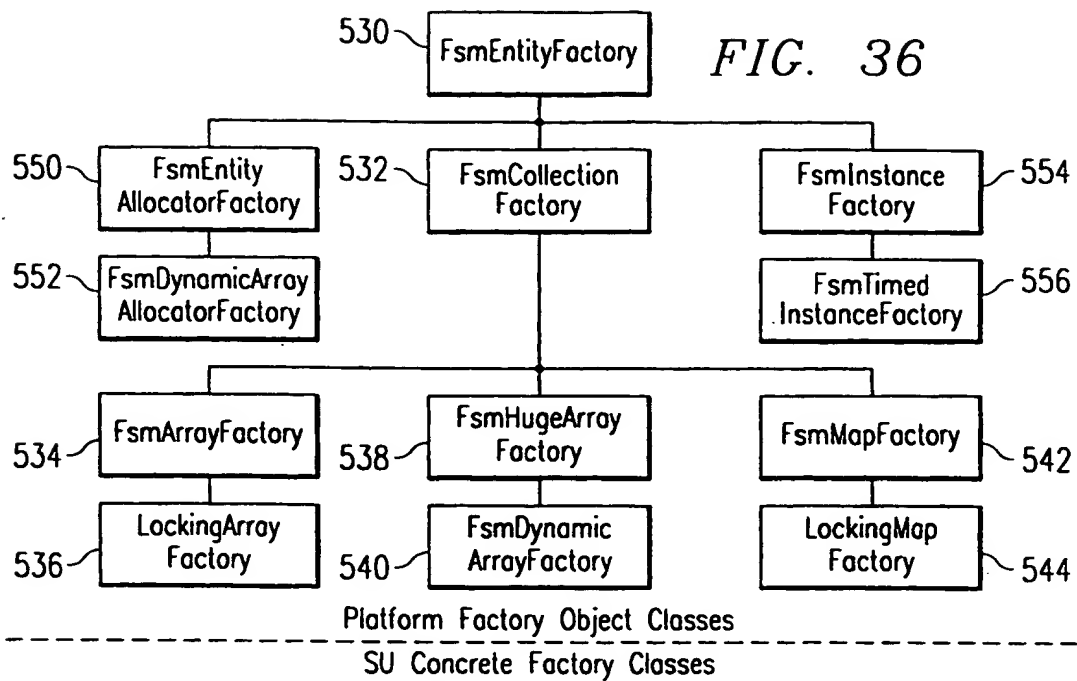 530
FsmEntityFactory
FIG. 36
550
FsmEntity
AllocatorFactory
532
FsmCollection
Factory
FsmInstance
Factory
554
552
FsmDynamicArray
AllocatorFactory
FsmTimed
InstanceFactory
556
534
FsmArrayFactory
538
FsmHugeArray
Factory
FsmMapFactory
542
536
LockingArray
Factory
540
FsmDynamic
ArrayFactory
LockingMap
Factory
544
Platform Factory Object Classes
SU Concrete Factory Classes